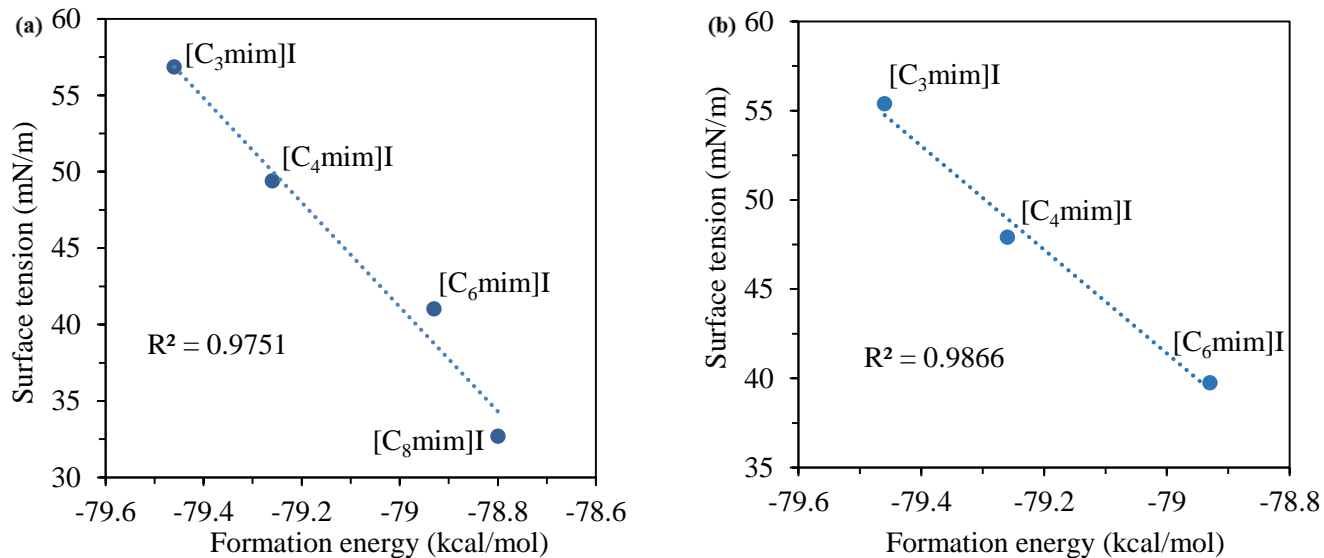 (a)
60
55
50
45
40
35
30
Surface tension (mN/m)
[C₃mim]I
[C₄mim]I
[C₆mim]I
[C₈mim]I
R² = 0.9751
-79.6 -79.4 -79.2 -79 -78.8 -78.6
Formation energy (kcal/mol)
(b)
60
55
50
45
40
35
Surface tension (mN/m)
[C₃mim]I
[C₄mim]I
[C₆mim]I
R² = 0.9866
-79.6 -79.4 -79.2 -79 -78.8
Formation energy (kcal/mol)